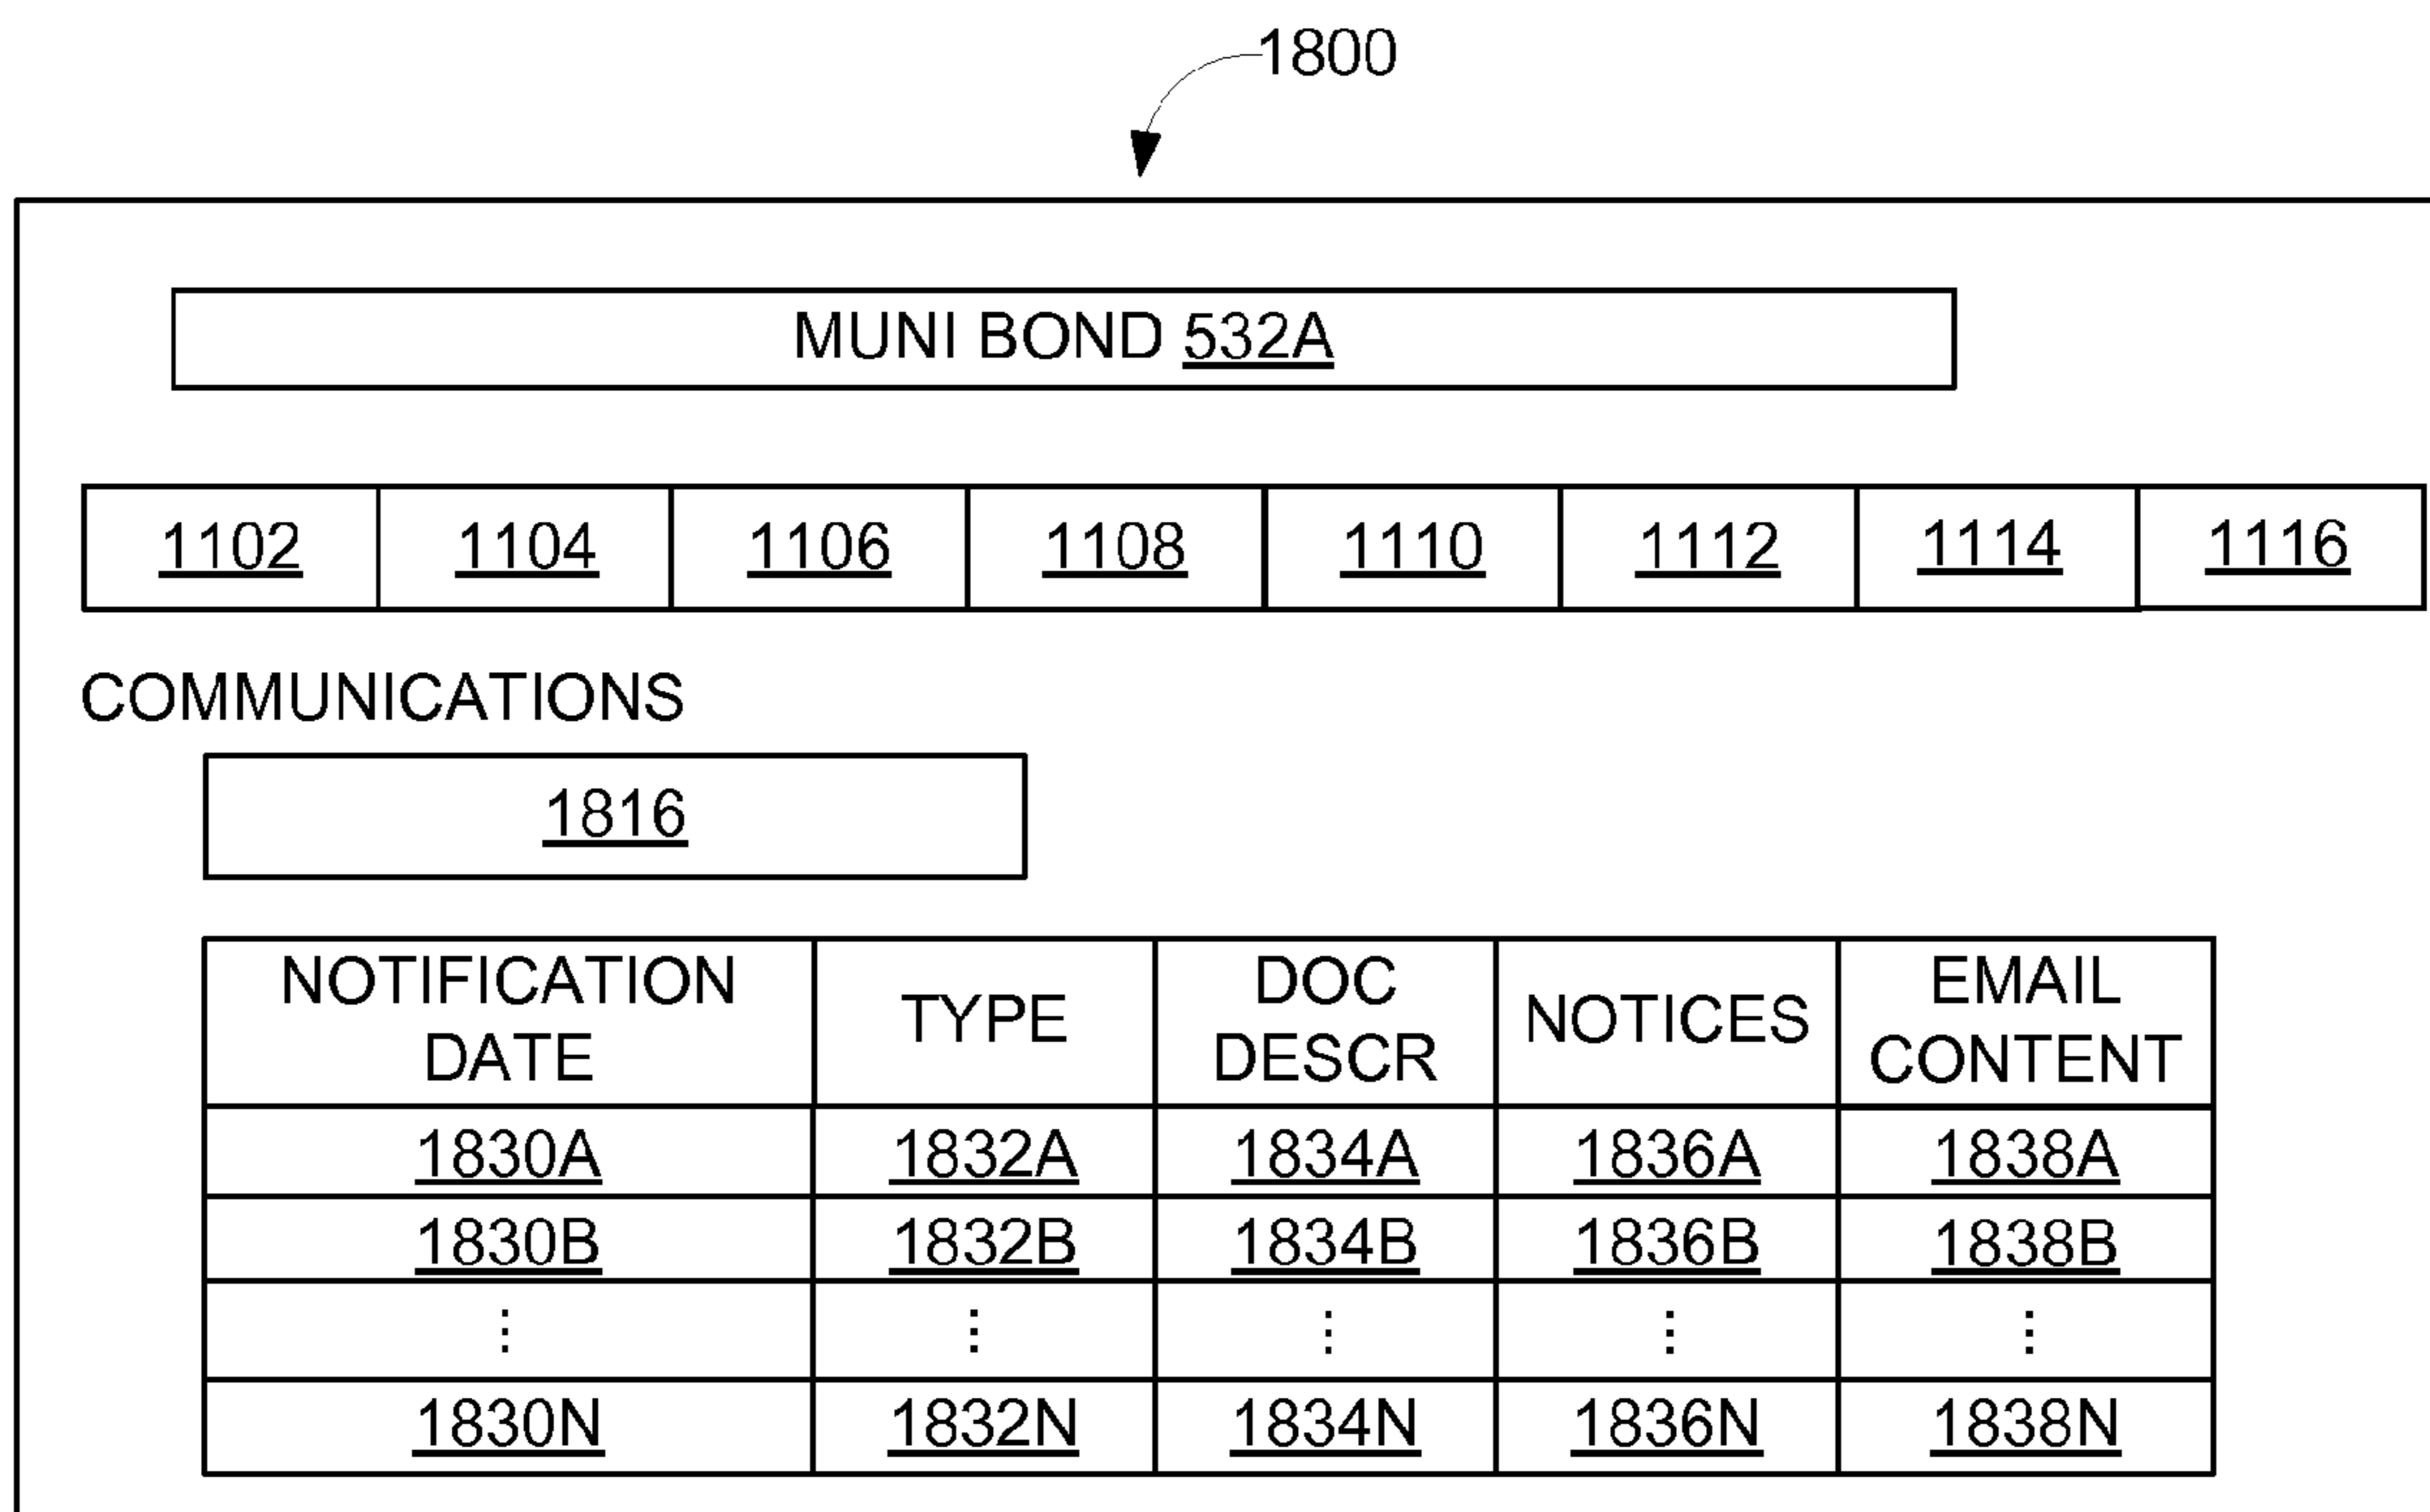 1800
MUNI BOND 532A
1102 1104 1106 1108 1110 1112 1114 1116
COMMUNICATIONS
1816
NOTIFICATION DATE TYPE DOC DESCR NOTICES EMAIL CONTENT
1830A 1832A 1834A 1836A 1838A
1830B 1832B 1834B 1836B 1838B
⋮ ⋮ ⋮ ⋮ ⋮
1830N 1832N 1834N 1836N 1838N